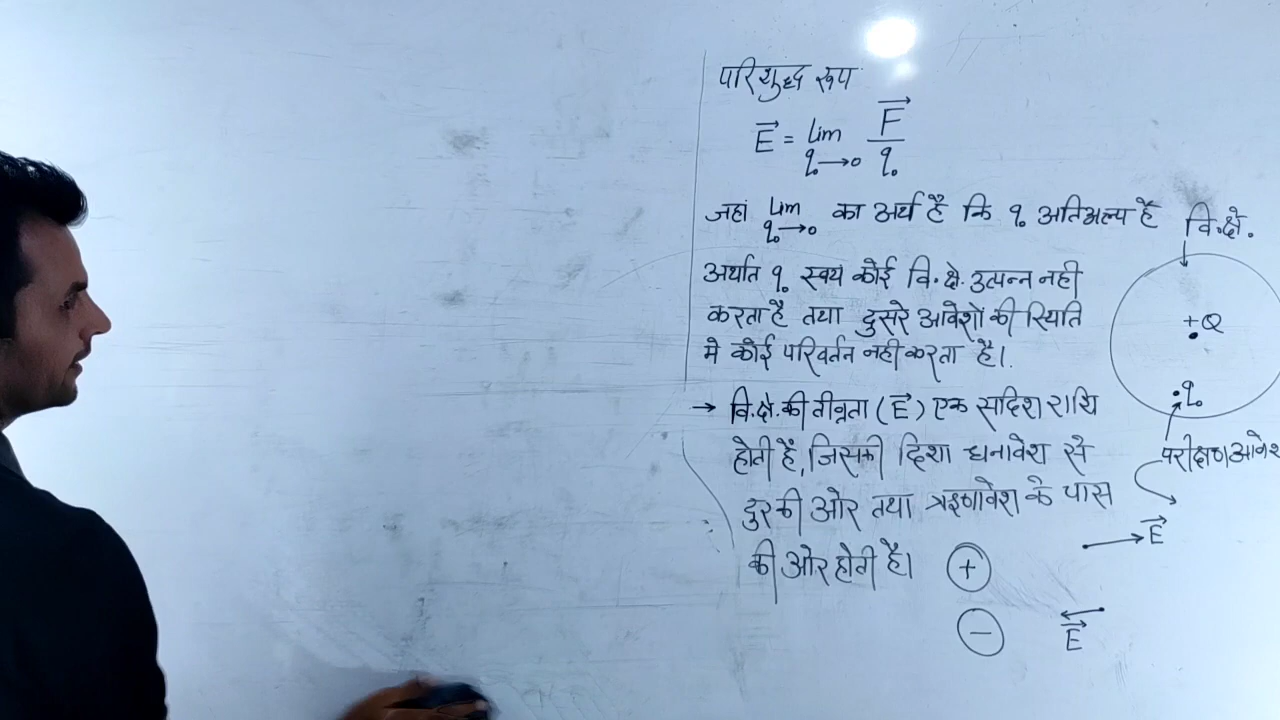 परिशुद्ध रूप
E⃗ = lim F⃗
q₀→0 q₀
जहां lim का अर्थ है कि q₀ अतिअल्प है
q₀→0
अर्थात q₀ स्वयं कोई वि.क्षे. उत्पन्न नही
करता है तथा दुसरे आवेशों की स्थिति
मे कोई परिवर्तन नही करता है।
→ वि.क्षे. की तीव्रता (E⃗) एक सदिश राशि
होती है, जिसकी दिशा धनावेश से
दुर की ओर तथा ऋणावेश के पास
की ओर होती है।
वि.क्षे.
+Q
q₀
परीक्षण आवेश
E⃗
+
−
E⃗